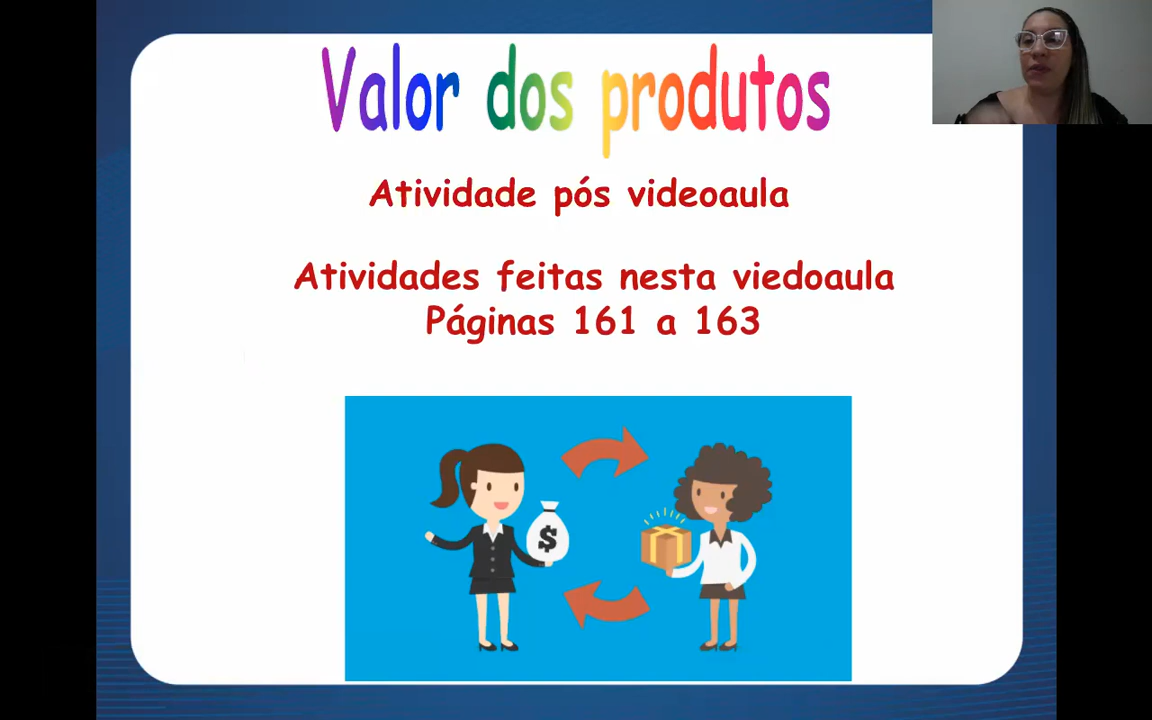 Valor dos produtos
Atividade pós videoaula
Atividades feitas nesta viedoaula
Páginas 161 a 163
$